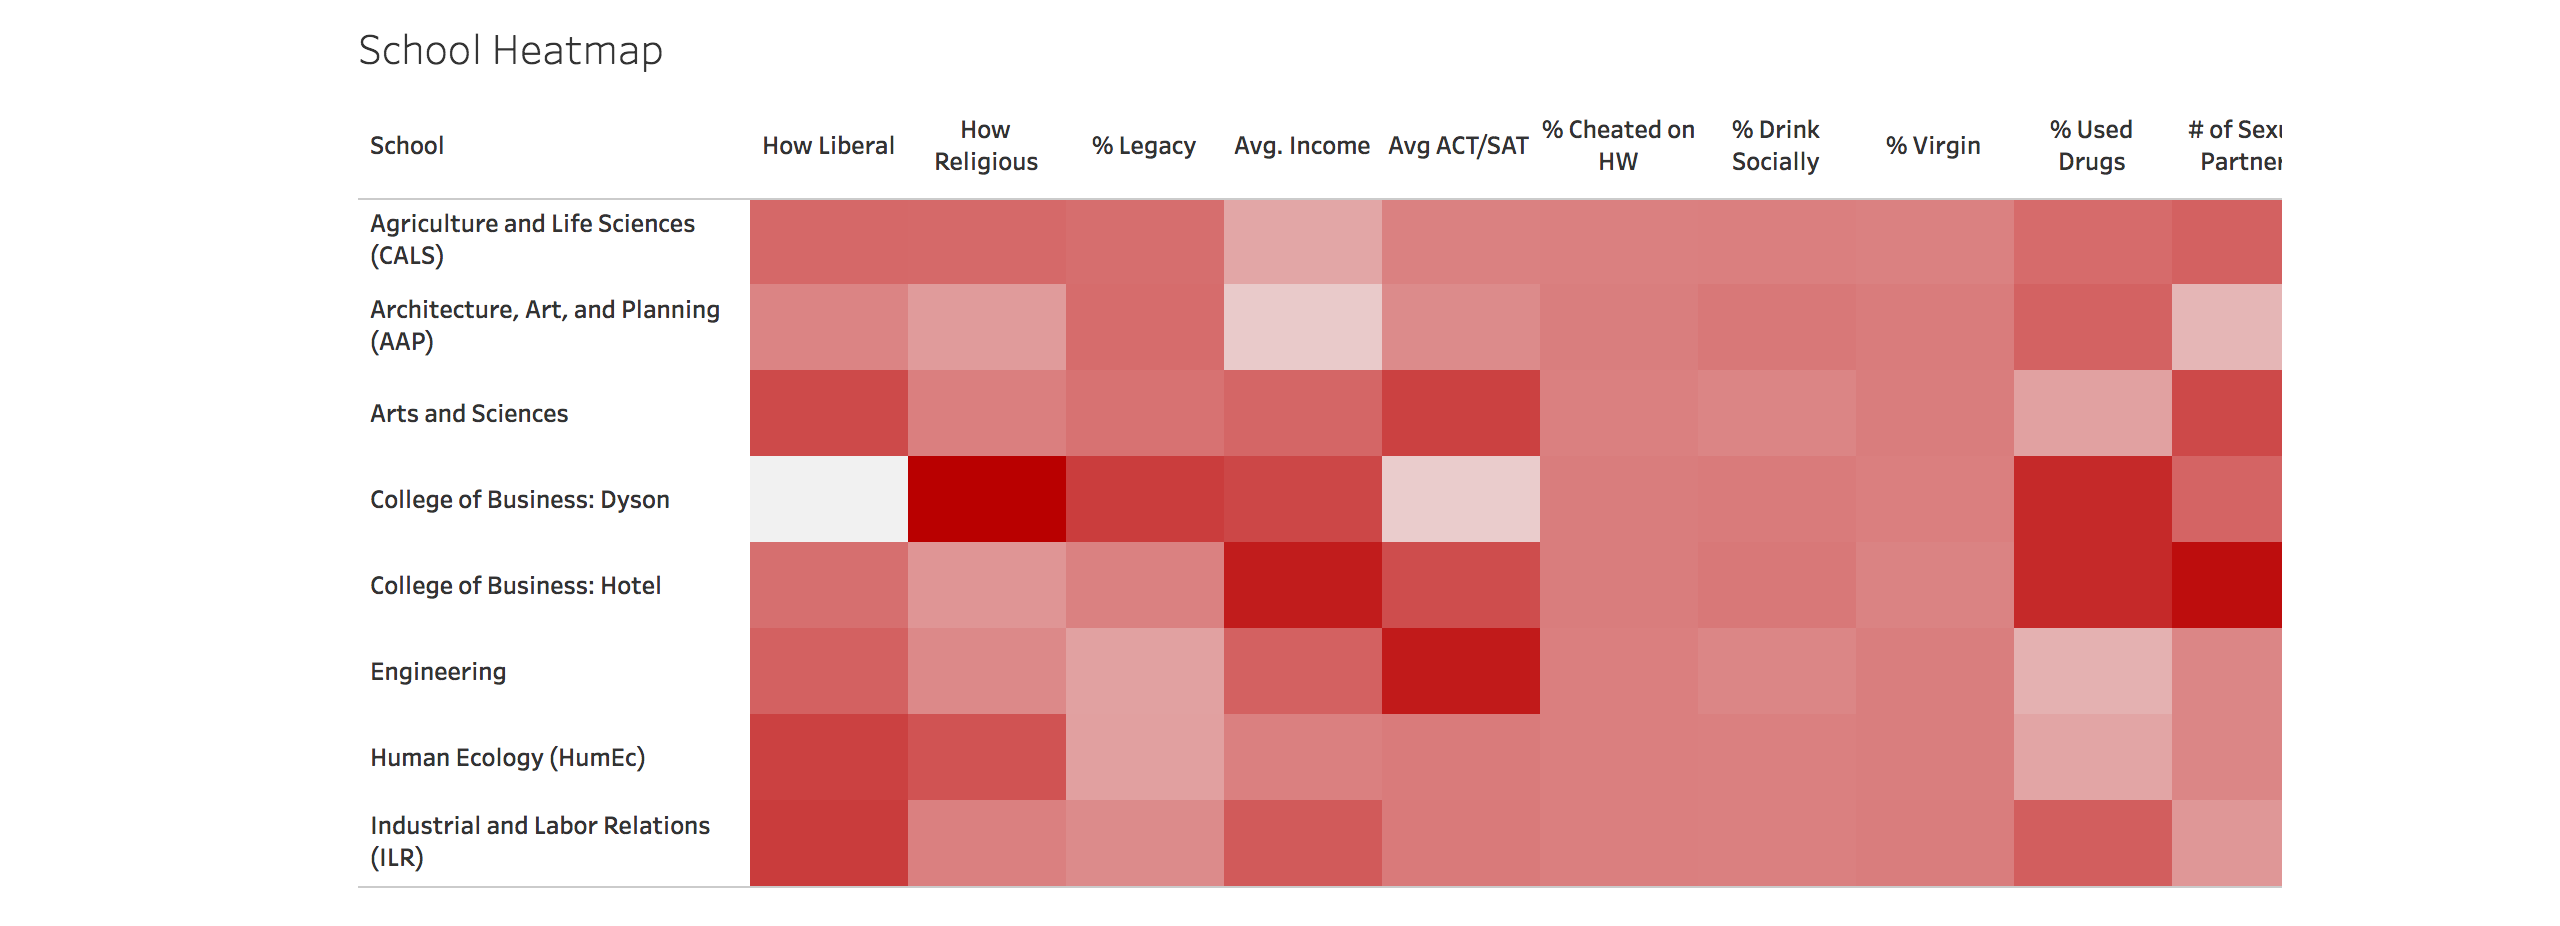 School Heatmap
School
How Liberal
How
Religious
% Legacy
Avg. Income
Avg ACT/SAT
% Cheated on
HW
% Drink
Socially
% Virgin
% Used
Drugs
# of
Agriculture and Life Sciences
(CALS)
Architecture, Art, and Planning
(AAP)
Arts and Sciences
College of Business: Dyson
College of Business: Hotel
Engineering
Human Ecology (HumEc)
Industrial and Labor Relations
(ILR)